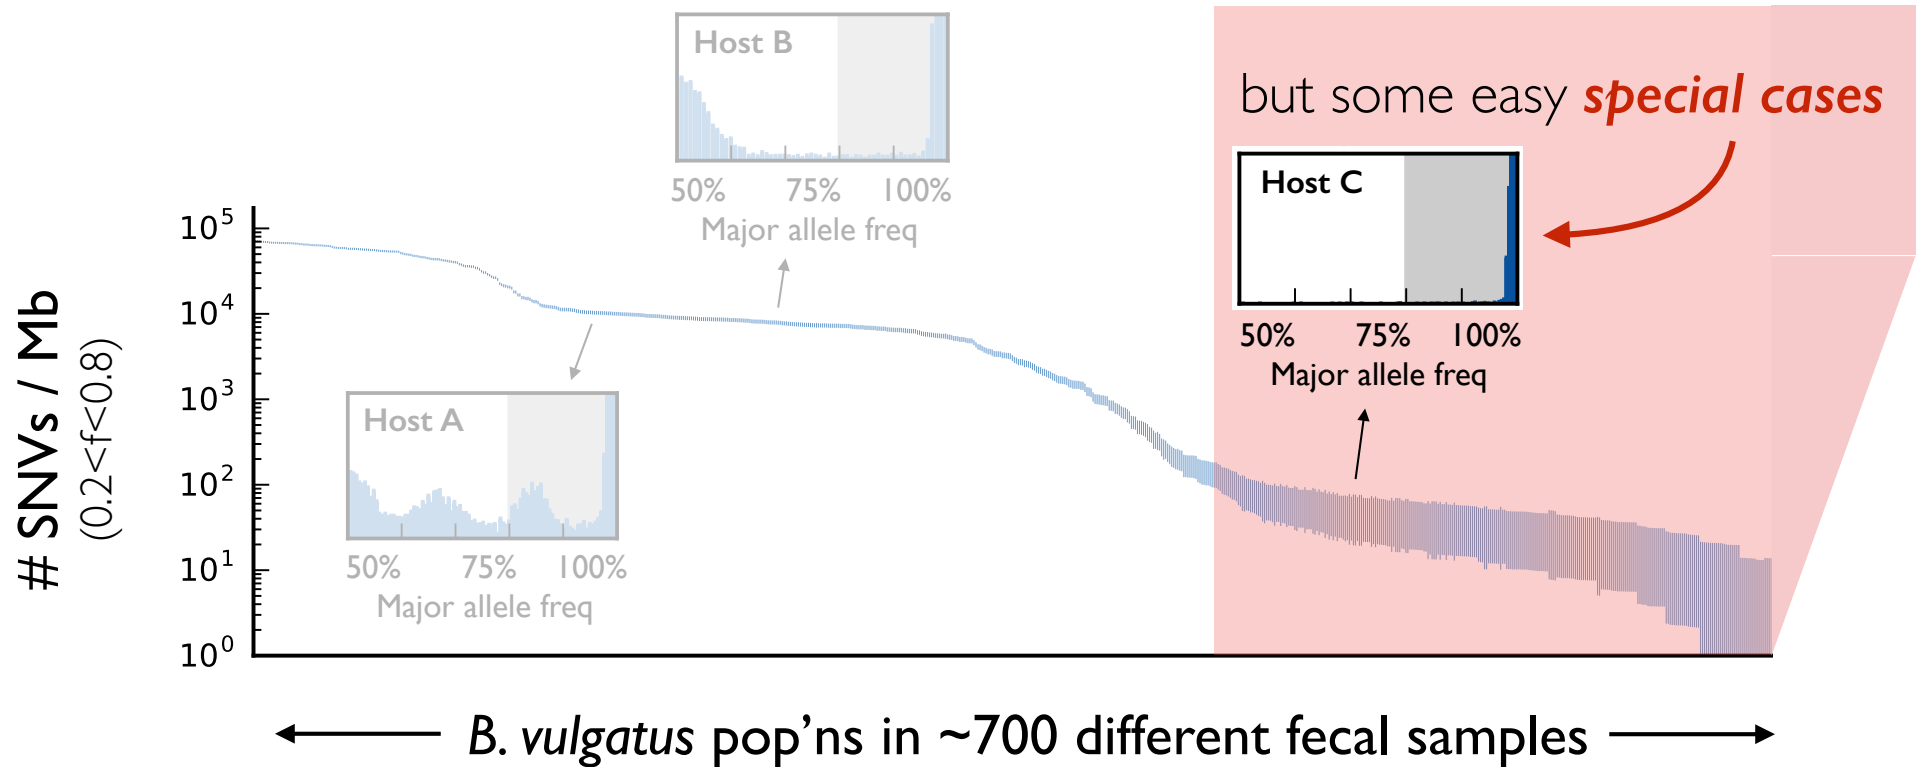 Host B
50% 75% 100%
Major allele freq
but some easy special cases
Host C
50% 75% 100%
Major allele freq
# SNVs / Mb
(0.2<f<0.8)
10⁵
10⁴
10³
10²
10¹
10⁰
Host A
50% 75% 100%
Major allele freq
B. vulgatus pop’ns in ~700 different fecal samples